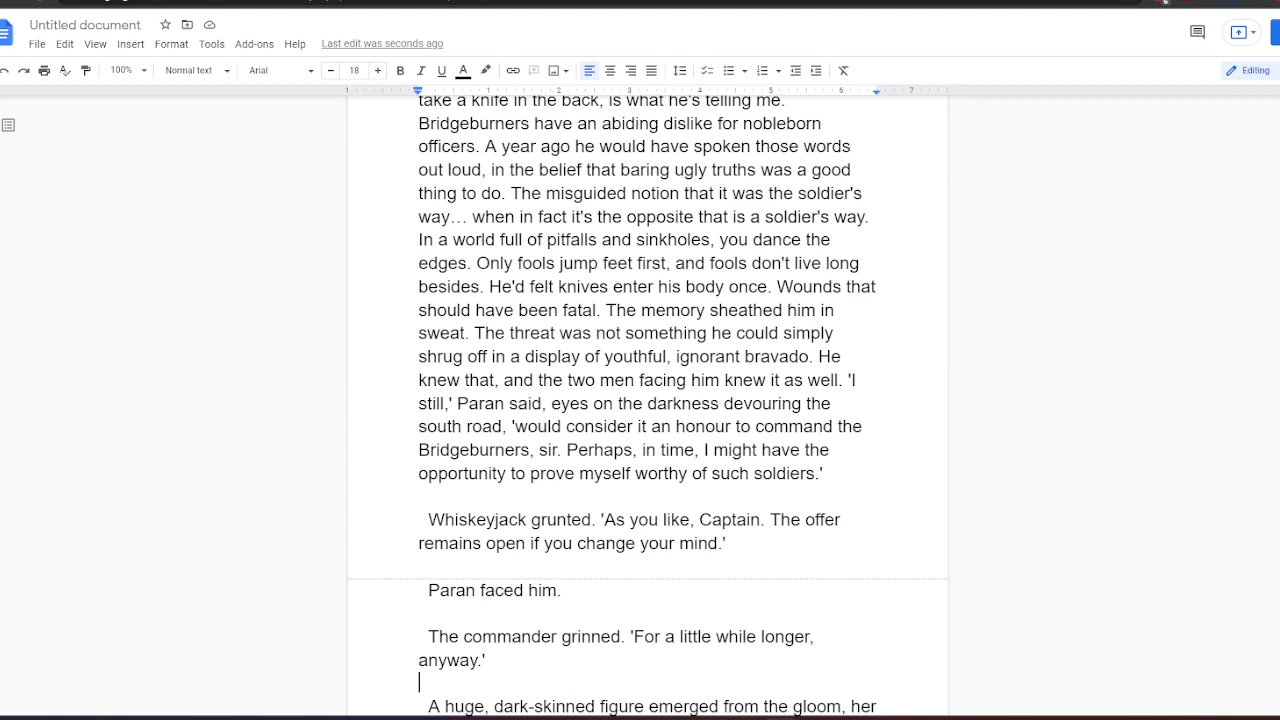 Untitled document
File Edit View Insert Format Tools Add-ons Help Last edit was seconds ago
100% Normal text Arial − 18 + B I U A Editing
1 1 2 3 4 5 6 7
take a knife in the back, is what he's telling me.
Bridgeburners have an abiding dislike for nobleborn
officers. A year ago he would have spoken those words
out loud, in the belief that baring ugly truths was a good
thing to do. The misguided notion that it was the soldier's
way… when in fact it's the opposite that is a soldier's way.
In a world full of pitfalls and sinkholes, you dance the
edges. Only fools jump feet first, and fools don't live long
besides. He'd felt knives enter his body once. Wounds that
should have been fatal. The memory sheathed him in
sweat. The threat was not something he could simply
shrug off in a display of youthful, ignorant bravado. He
knew that, and the two men facing him knew it as well. 'I
still,' Paran said, eyes on the darkness devouring the
south road, 'would consider it an honour to command the
Bridgeburners, sir. Perhaps, in time, I might have the
opportunity to prove myself worthy of such soldiers.'
Whiskeyjack grunted. 'As you like, Captain. The offer
remains open if you change your mind.'
Paran faced him.
The commander grinned. 'For a little while longer,
anyway.'
A huge, dark-skinned figure emerged from the gloom, her